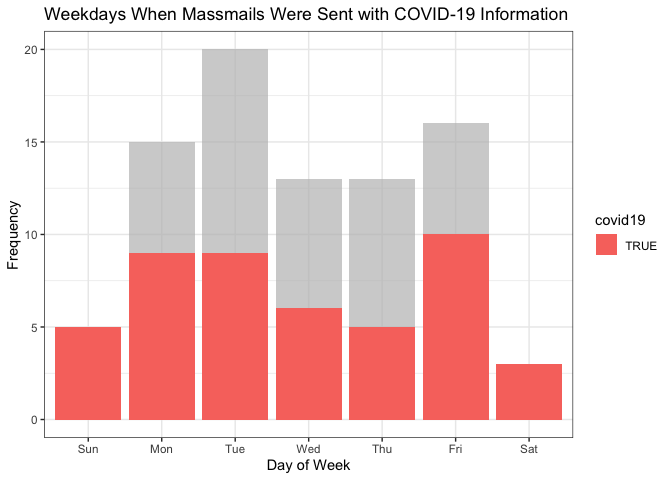 Weekdays When Massmails Were Sent with COVID-19 Information
20
15
10
5
0
Frequency
Sun Mon Tue Wed Thu Fri Sat
Day of Week
covid19
TRUE